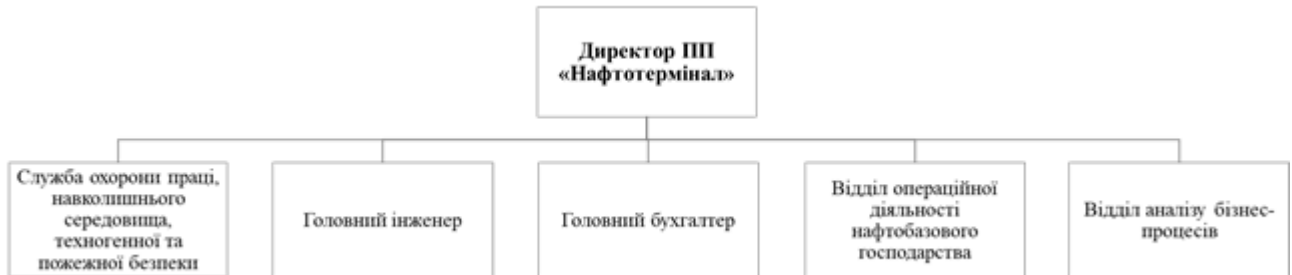 Директор ПП
«Нафтотермінал»
Служба охорони праці,
навколишнього
середовища,
техногенної та
пожежної безпеки
Головний інженер
Головний бухгалтер
Відділ операційної
діяльності
нафтобазового
господарства
Відділ аналізу бізнес-
процесів